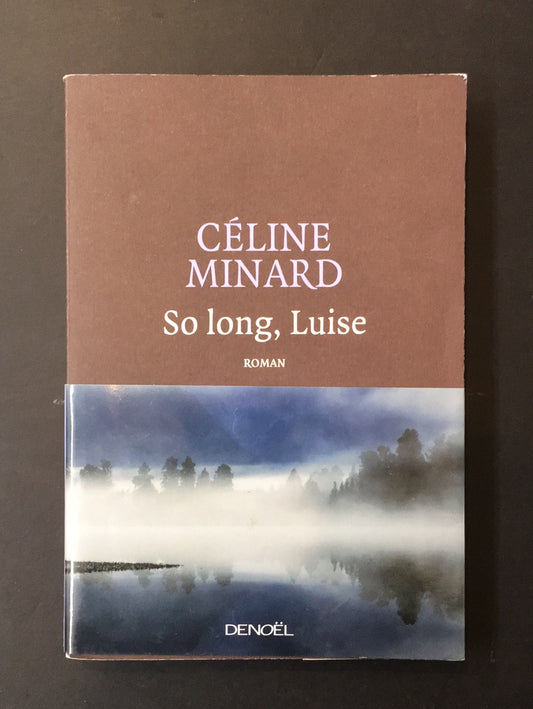 CÉLINE
MINARD
So long, Luise
ROMAN
DENOËL